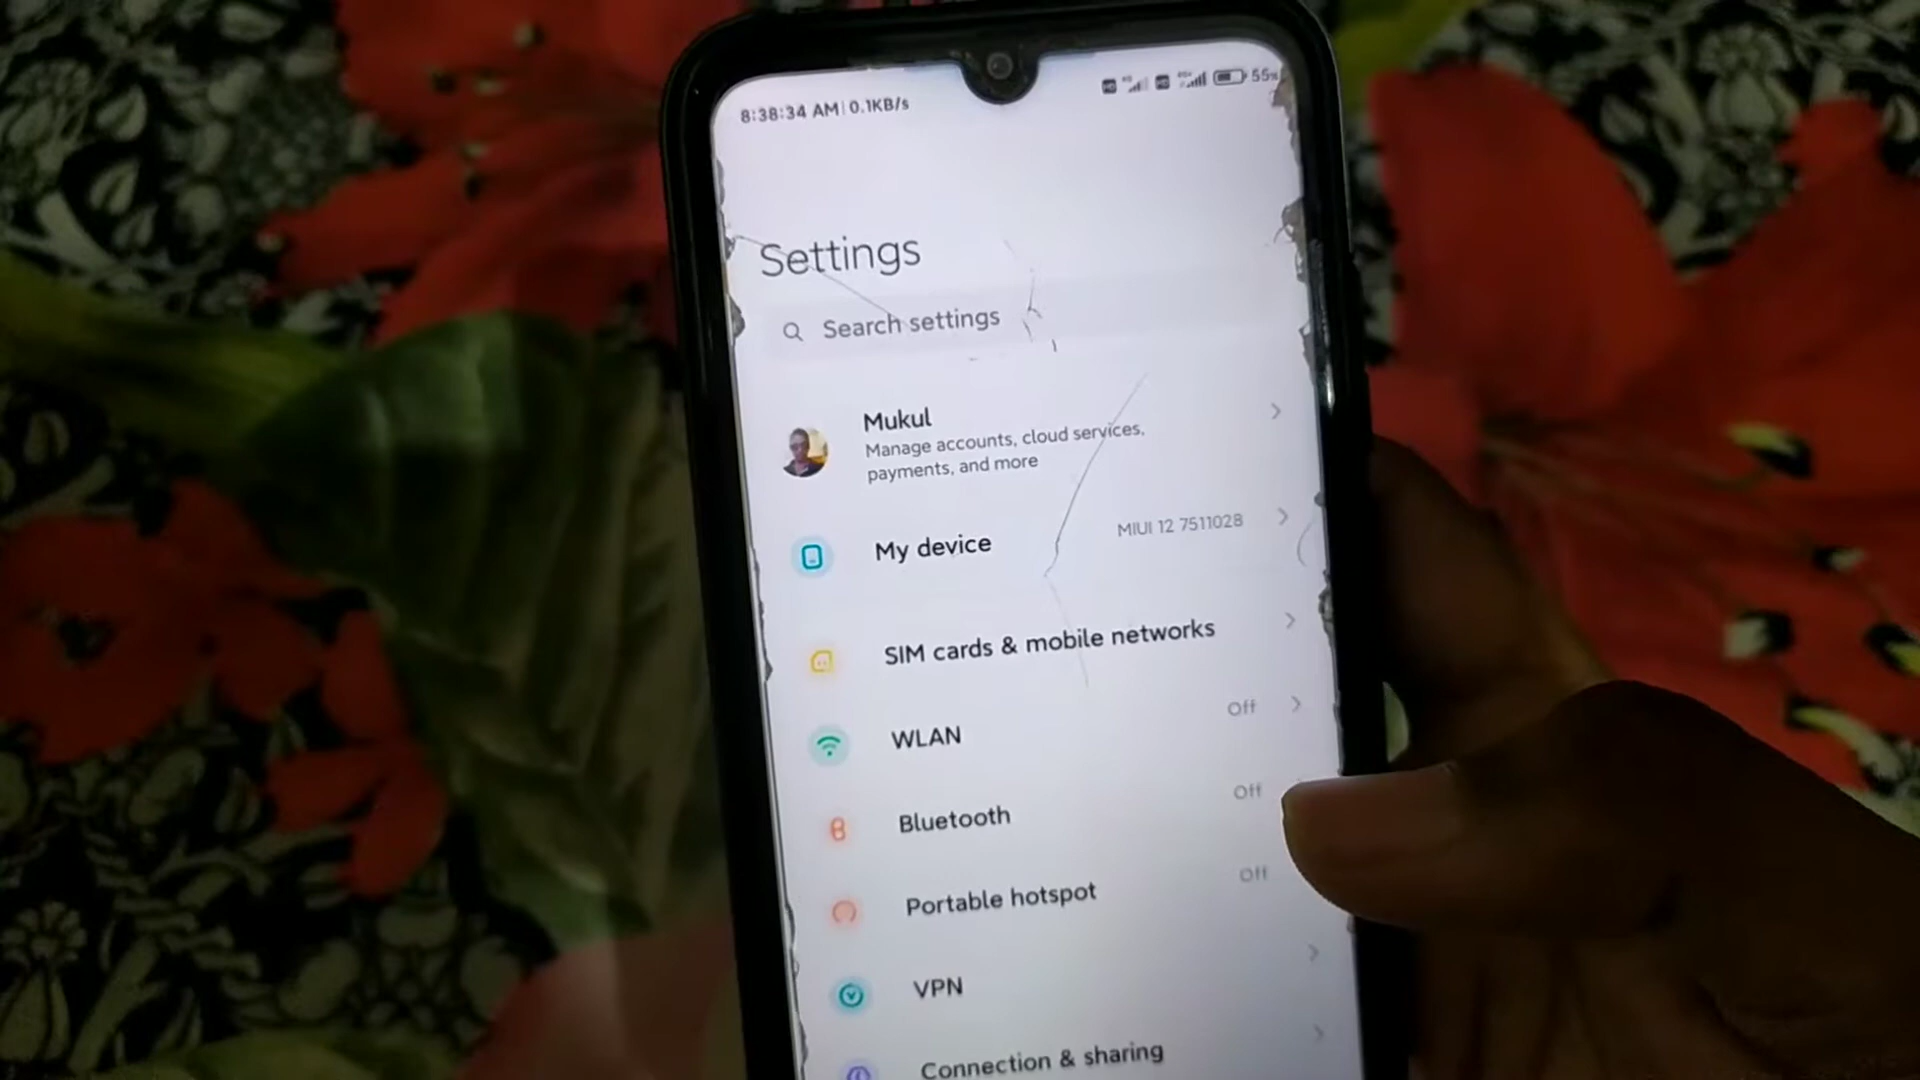 8:38:34 AM | 0.1KB/s
55%
Settings
Search settings
Mukul
Manage accounts, cloud services,
payments, and more
My device
MIUI 12 7511028
SIM cards & mobile networks
WLAN
Off
Bluetooth
Off
Portable hotspot
Off
VPN
Connection & sharing